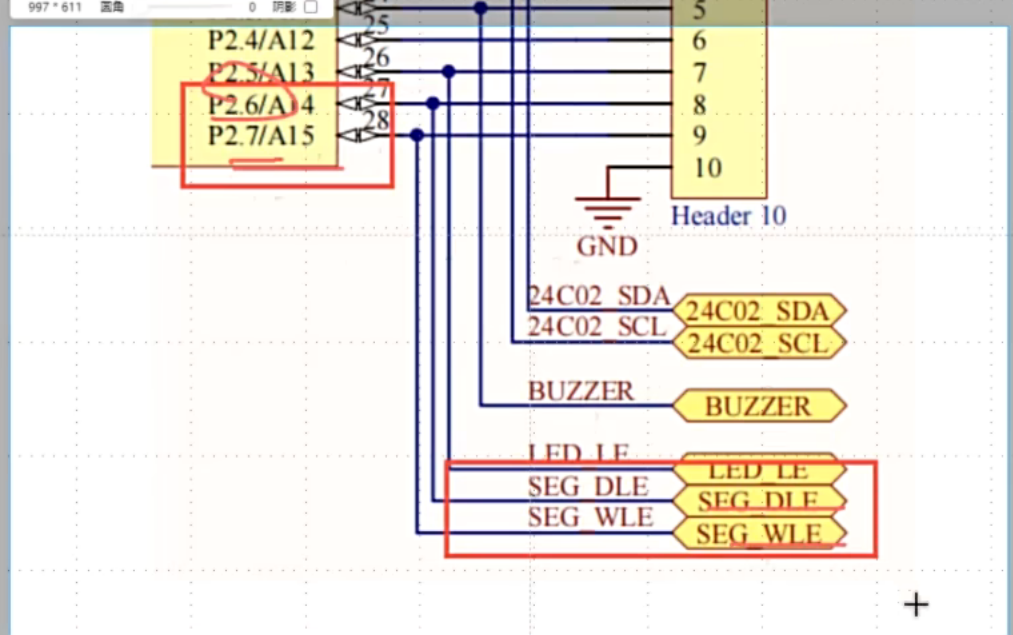 997 * 611 圆角 0 阴影
5
P2.4/A12 25 6
P2.5/A13 26 7
P2.6/A14 27 8
P2.7/A15 28 9
10
Header 10
GND
24C02_SDA 24C02_SDA
24C02_SCL 24C02_SCL
BUZZER BUZZER
LED_LE LED_LE
SEG_DLE SEG_DLE
SEG_WLE SEG_WLE